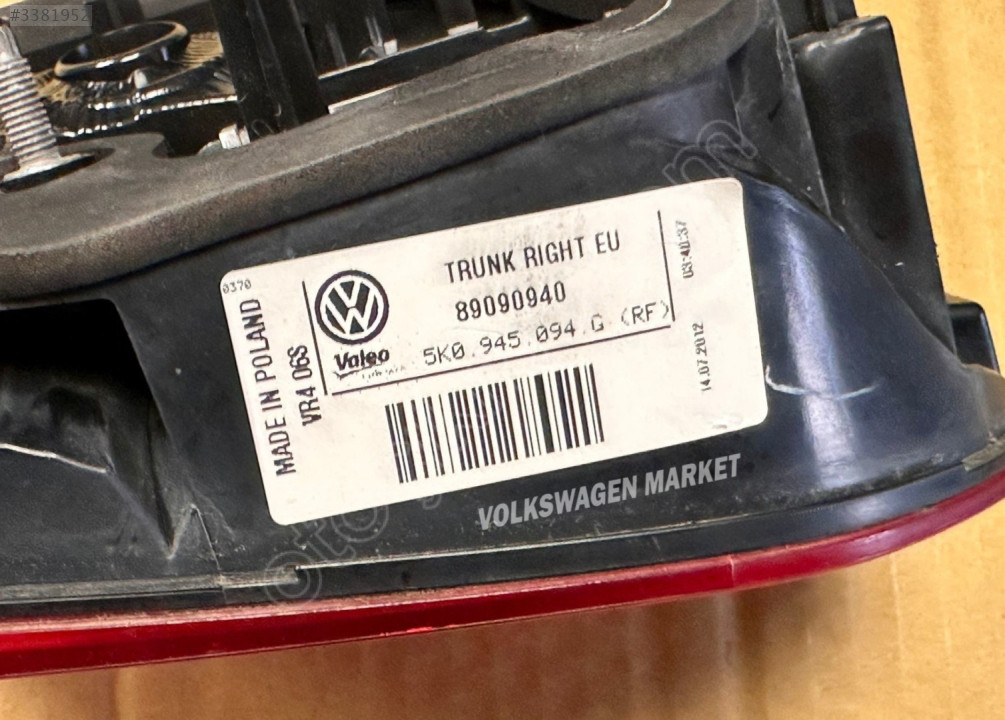 #3381952
0370
MADE IN POLAND
VR4 06S
Valeo
TRUNK RIGHT EU
89090940
5K0.945.094.G (RF)
03:40:37
14.07.2012
VOLKSWAGEN MARKET